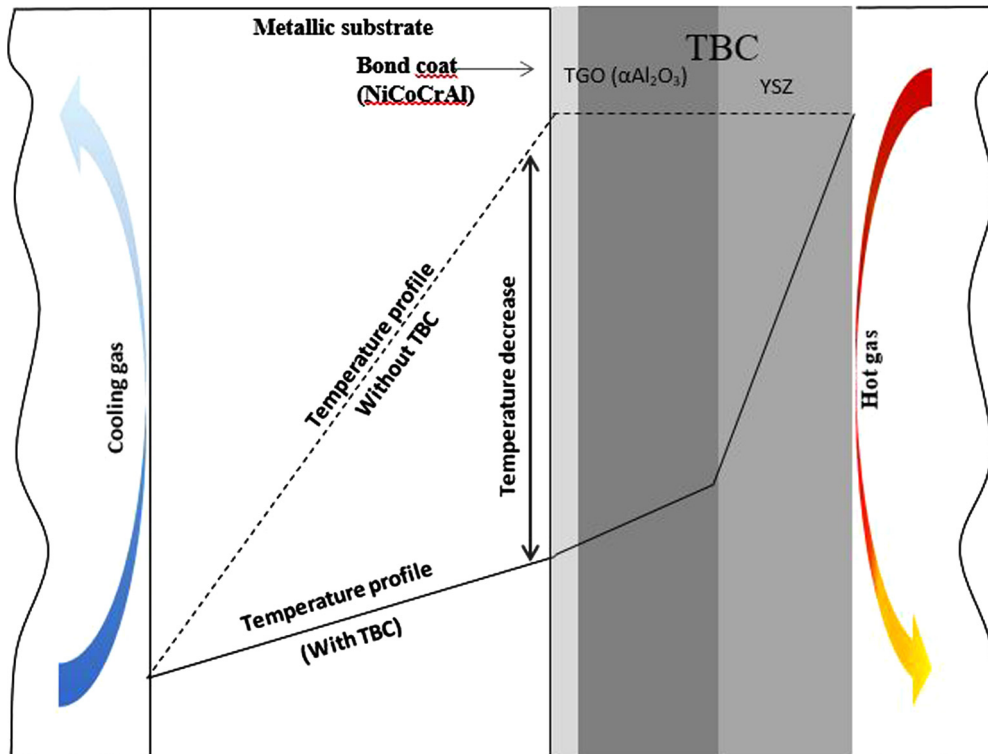 Metallic substrate
Bond coat
(NiCoCrAl)
TBC
TGO (αAl₂O₃)
YSZ
Temperature profile
Without TBC
Temperature decrease
Cooling gas
Hot gas
Temperature profile
(With TBC)